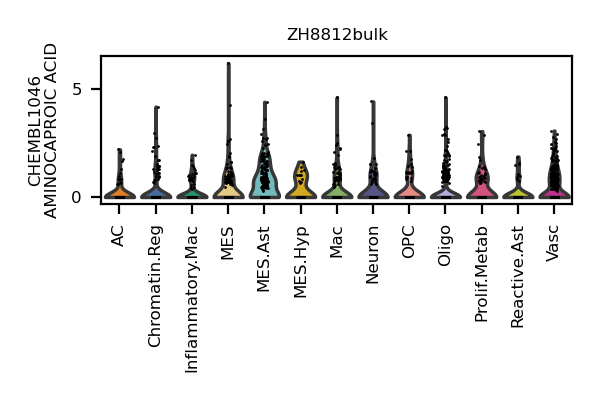 ZH8812bulk
CHEMBL1046
AMINOCAPROIC ACID
5
0
AC
Chromatin.Reg
Inflammatory.Mac
MES
MES.Ast
MES.Hyp
Mac
Neuron
OPC
Oligo
Prolif.Metab
Reactive.Ast
Vasc